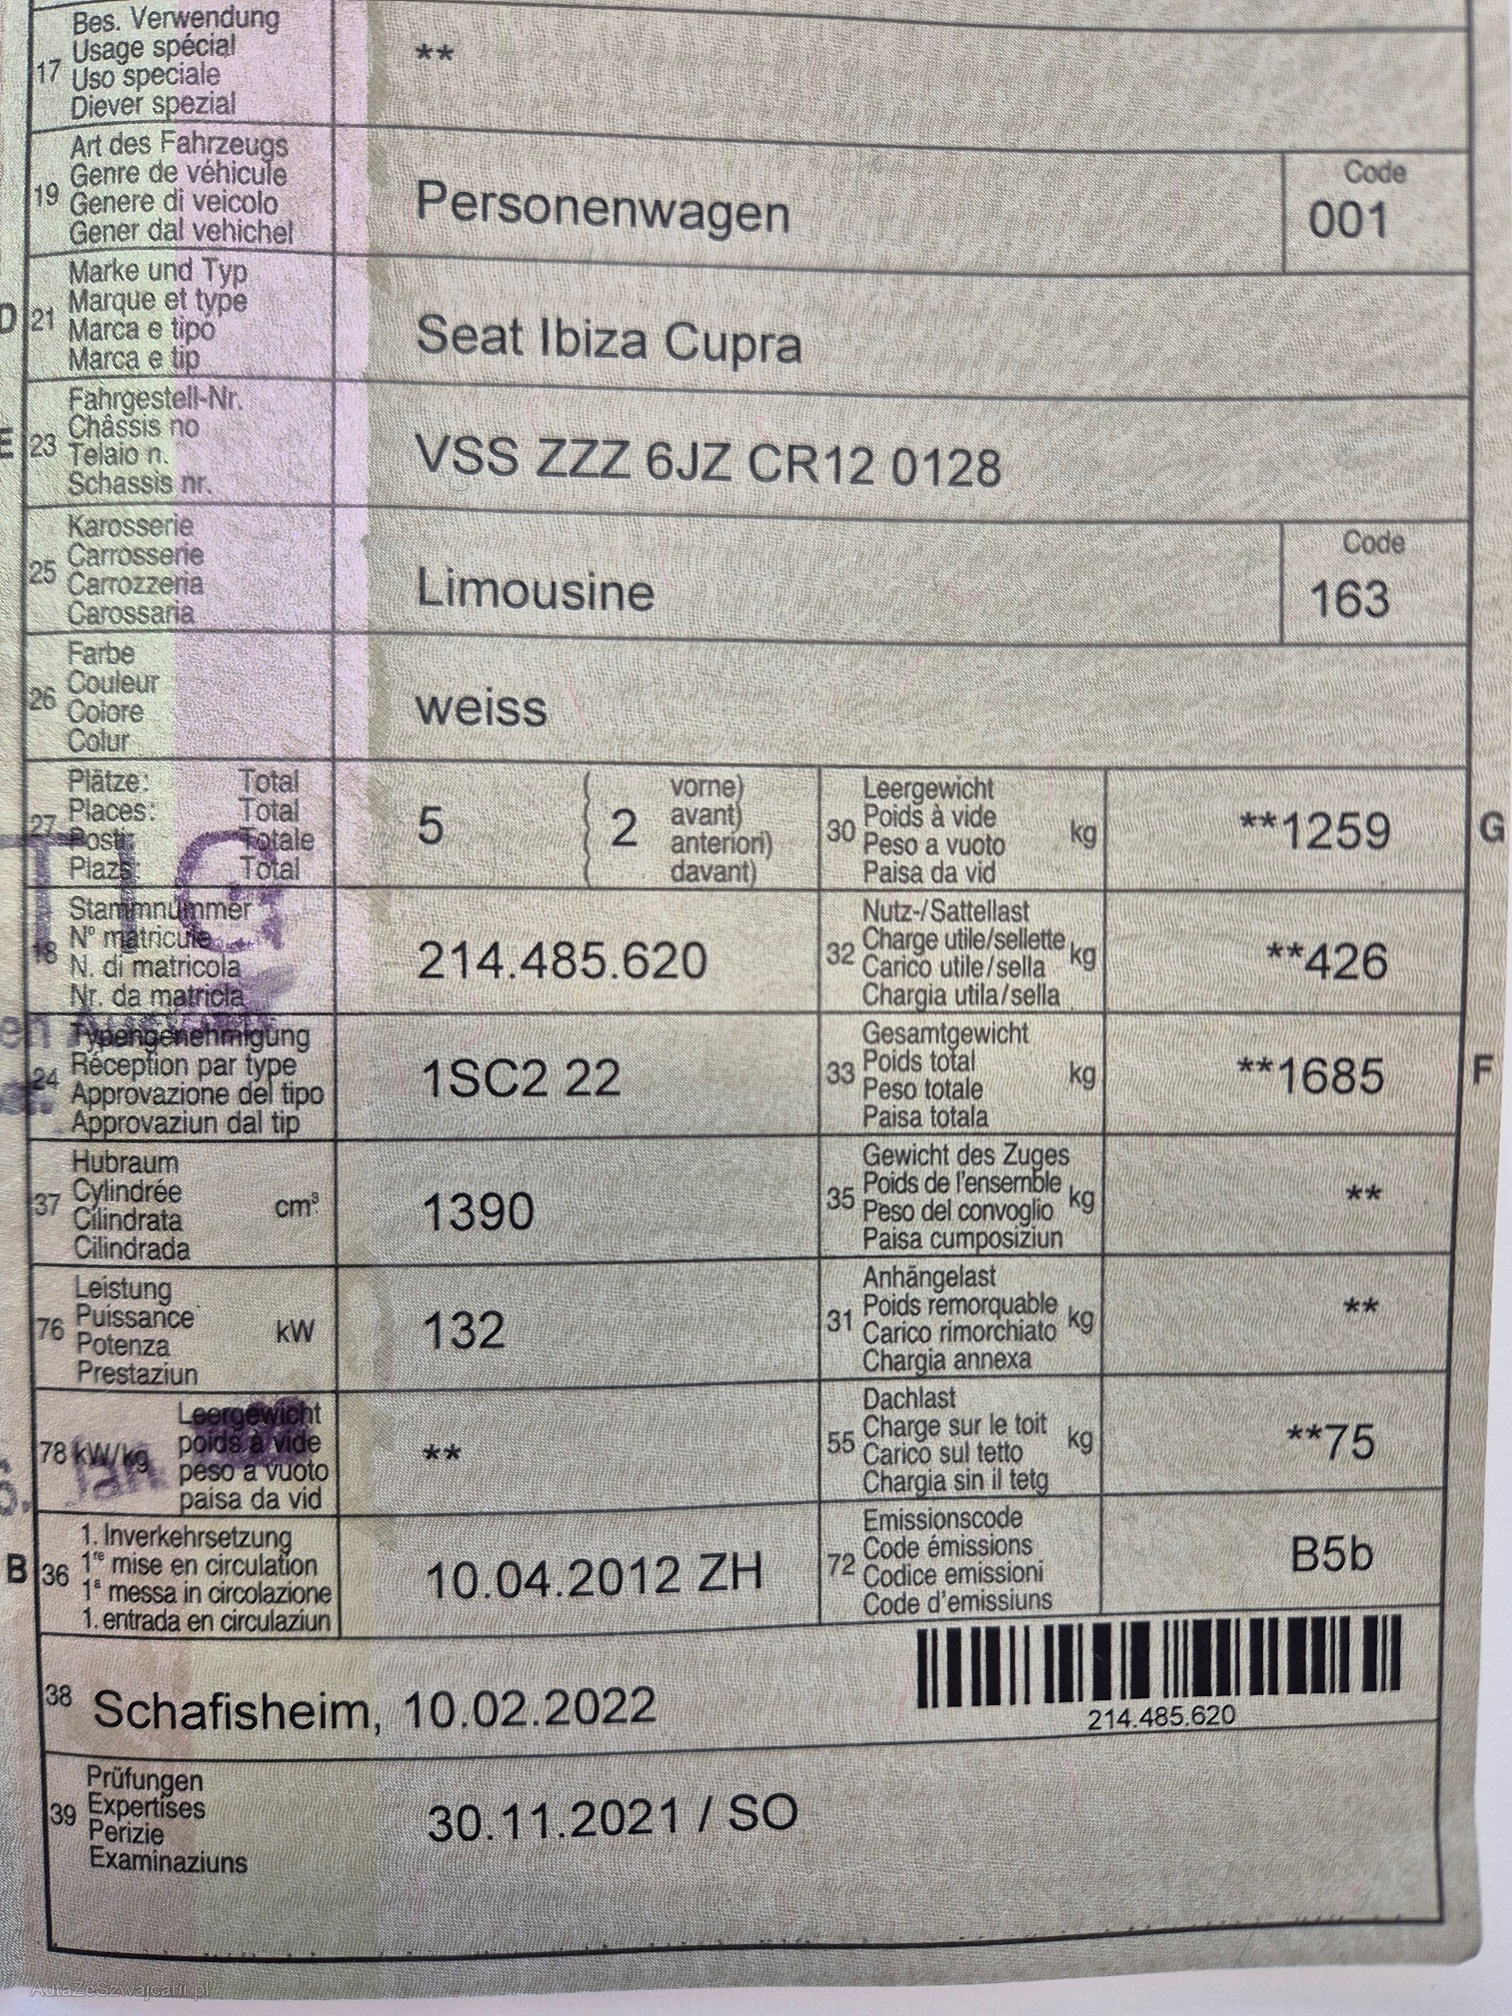 17 Bes. Verwendung
Usage spécial
Uso speciale
Diever spezial
**
19 Art des Fahrzeugs
Genre de véhicule
Genere di veicolo
Gener dal vehichel
Personenwagen
Code
001
D 21 Marke und Typ
Marque et type
Marca e tipo
Marca e tip
Seat Ibiza Cupra
E 23 Fahrgestell-Nr.
Châssis no
Telaio n.
Schassis nr.
VSS ZZZ 6JZ CR12 0128
25 Karosserie
Carrosserie
Carrozzeria
Carossaria
Limousine
Code
163
26 Farbe
Couleur
Colore
Colur
weiss
27 Plätze: Total
Places: Total
Posti: Totale
Plazs: Total
5 ( 2 vorne)
avant)
anteriori)
davant)
30 Leergewicht
Poids à vide
Peso a vuoto
Paisa da vid
kg
**1259
G
18 Stammnummer
N° matricule
N. di matricola
Nr. da matricla
214.485.620
32 Nutz-/Sattellast
Charge utile/sellette
Carico utile/sella
Chargia utila/sella
kg
**426
24 Typengenehmigung
Réception par type
Approvazione del tipo
Approvaziun dal tip
1SC2 22
33 Gesamtgewicht
Poids total
Peso totale
Paisa totala
kg
**1685
F
37 Hubraum
Cylindrée
Cilindrata
Cilindrada
cm³
1390
35 Gewicht des Zuges
Poids de l'ensemble
Peso del convoglio
Paisa cumposiziun
kg
**
76 Leistung
Puissance
Potenza
Prestaziun
kW
132
31 Anhängelast
Poids remorquable
Carico rimorchiato
Chargia annexa
kg
**
78 kW/kg Leergewicht
poids à vide
peso a vuoto
paisa da vid
**
Jan
55 Dachlast
Charge sur le toit
Carico sul tetto
Chargia sin il tetg
kg
**75
B 36 1. Inverkehrsetzung
1re mise en circulation
1a messa in circolazione
1. entrada en circulaziun
10.04.2012 ZH
72 Emissionscode
Code émissions
Codice emissioni
Code d'emissiuns
B5b
38 Schafisheim, 10.02.2022
214.485.620
39 Prüfungen
Expertises
Perizie
Examinaziuns
30.11.2021 / SO
AutaZeSzwajcarii.pl